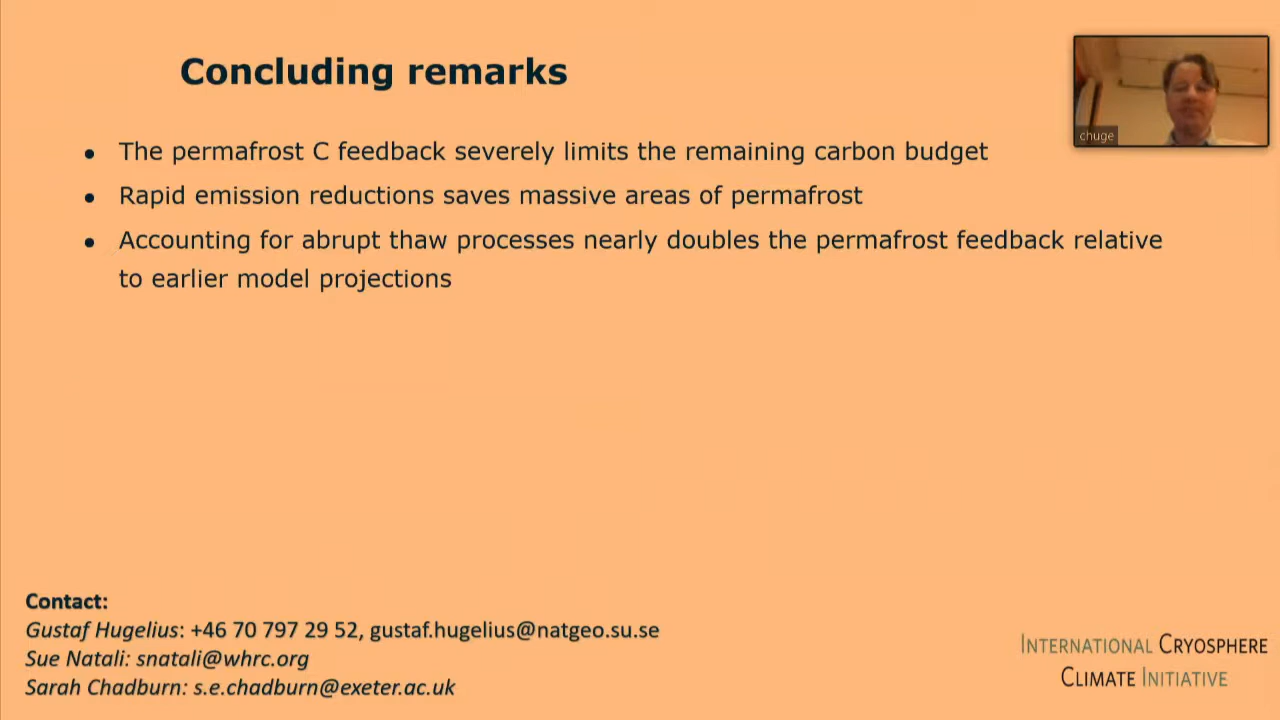 Concluding remarks
chuge
● The permafrost C feedback severely limits the remaining carbon budget
● Rapid emission reductions saves massive areas of permafrost
● Accounting for abrupt thaw processes nearly doubles the permafrost feedback relative
to earlier model projections
Contact:
Gustaf Hugelius: +46 70 797 29 52, gustaf.hugelius@natgeo.su.se
Sue Natali: snatali@whrc.org
Sarah Chadburn: s.e.chadburn@exeter.ac.uk
INTERNATIONAL CRYOSPHERE
CLIMATE INITIATIVE